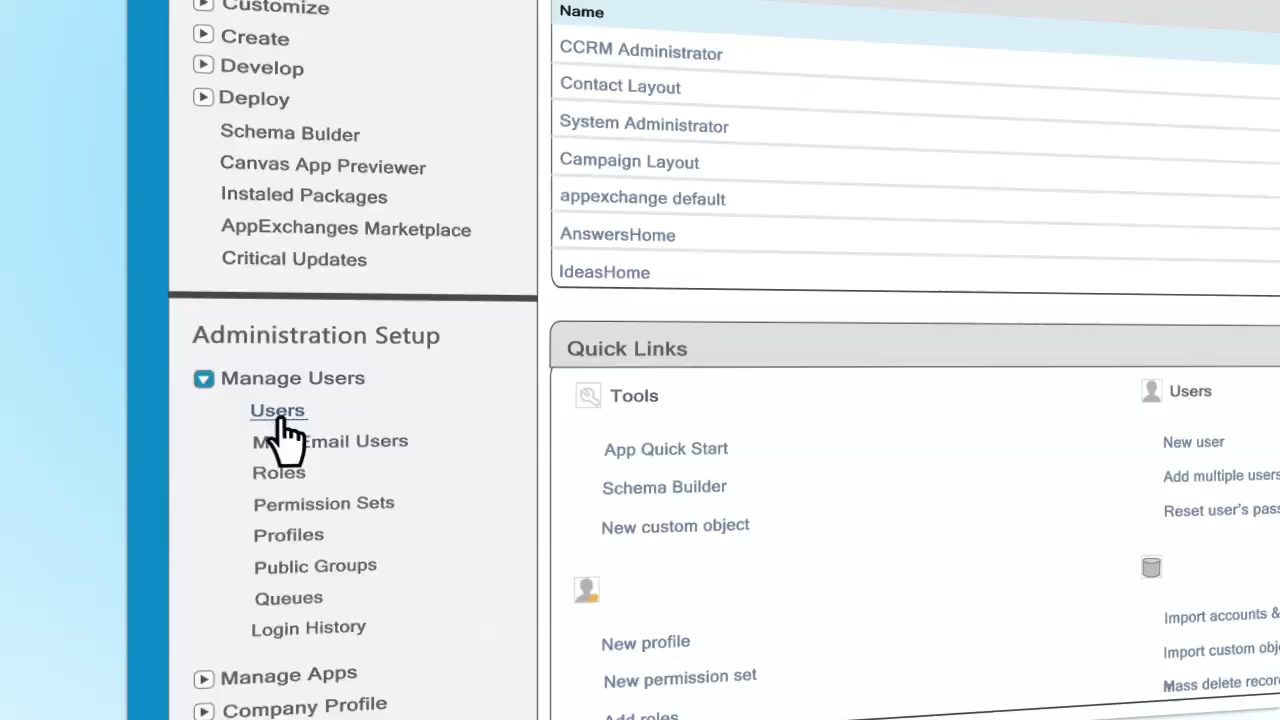 Customize
Create
Develop
Deploy
Schema Bulder
Canvas App Previewer
Instaled Packages
AppExchanges Marketplace
Critical Updates
Administration Setup
Manage Users
Users
Email Users
Roles
Permission Sets
Profiles
Public Groups
Queues
Login History
Manage Apps
Company Profile
Name
CCRM Administrator
Contact Layout
System Administrator
Campaign Layout
appexchange default
AnswersHome
IdeasHome
Quick Links
Tools
App Quick Start
Schema Builder
New custom object
New profile
New permission set
Add roles
Users
New user
Add multiple users
Reset user's pass
Import accounts &
Import custom obj
Mass delete recor